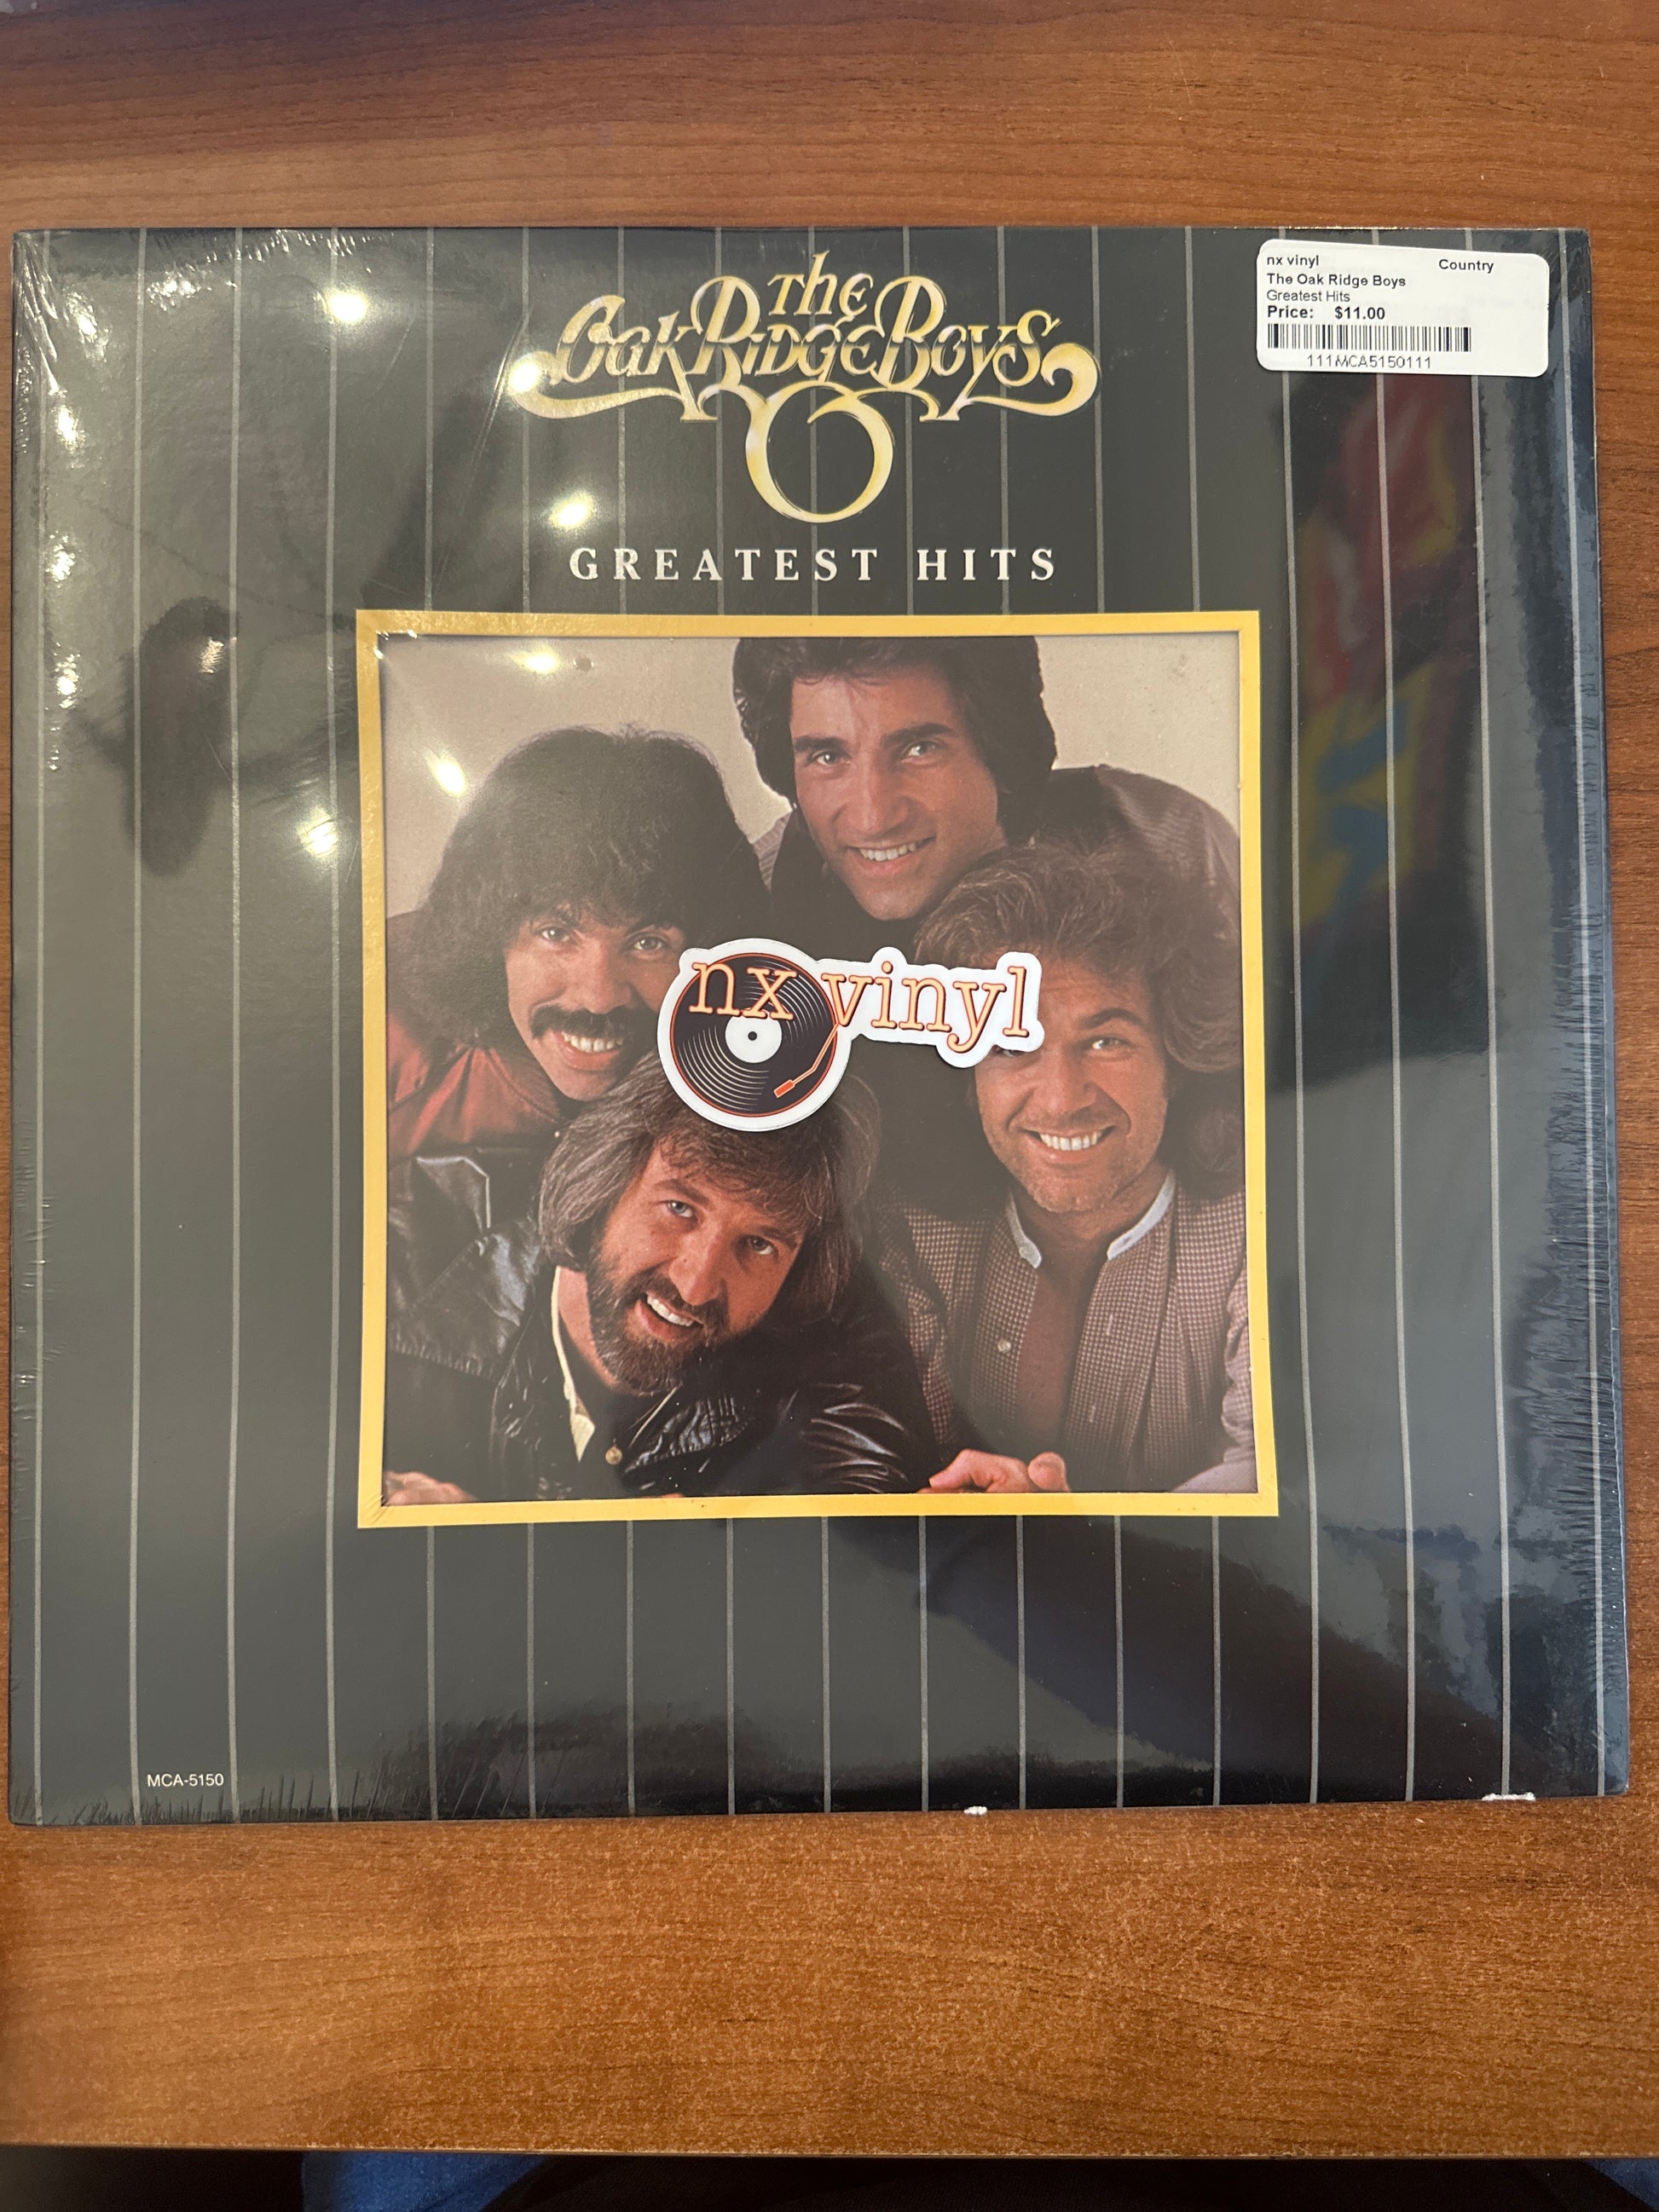 nx vinyl Country
The Oak Ridge Boys
Greatest Hits
Price: $11.00
111MCA5150111
The
Oak Ridge Boys
GREATEST HITS
nx vinyl
MCA-5150